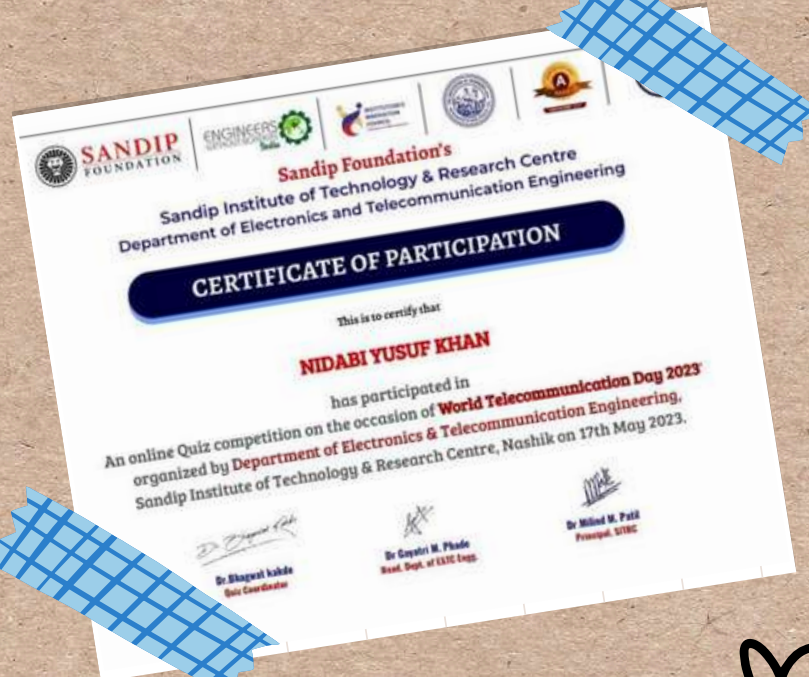 SANDIP
FOUNDATION
ENGINEERS
India
INSTITUTION'S
INNOVATION
COUNCIL
A
Sandip Foundation's
Sandip Institute of Technology & Research Centre
Department of Electronics and Telecommunication Engineering
CERTIFICATE OF PARTICIPATION
This is to certify that
NIDABI YUSUF KHAN
has participated in
An online Quiz competition on the occasion of World Telecommunication Day 2023
organized by Department of Electronics & Telecommunication Engineering,
Sandip Institute of Technology & Research Centre, Nashik on 17th May 2023.
Dr.Bhagwat kakde
Quiz Coordinator
Dr Gayatri M. Phade
Head, Dept. of E&TC Engg.
Dr Milind M. Patil
Principal, SITRC